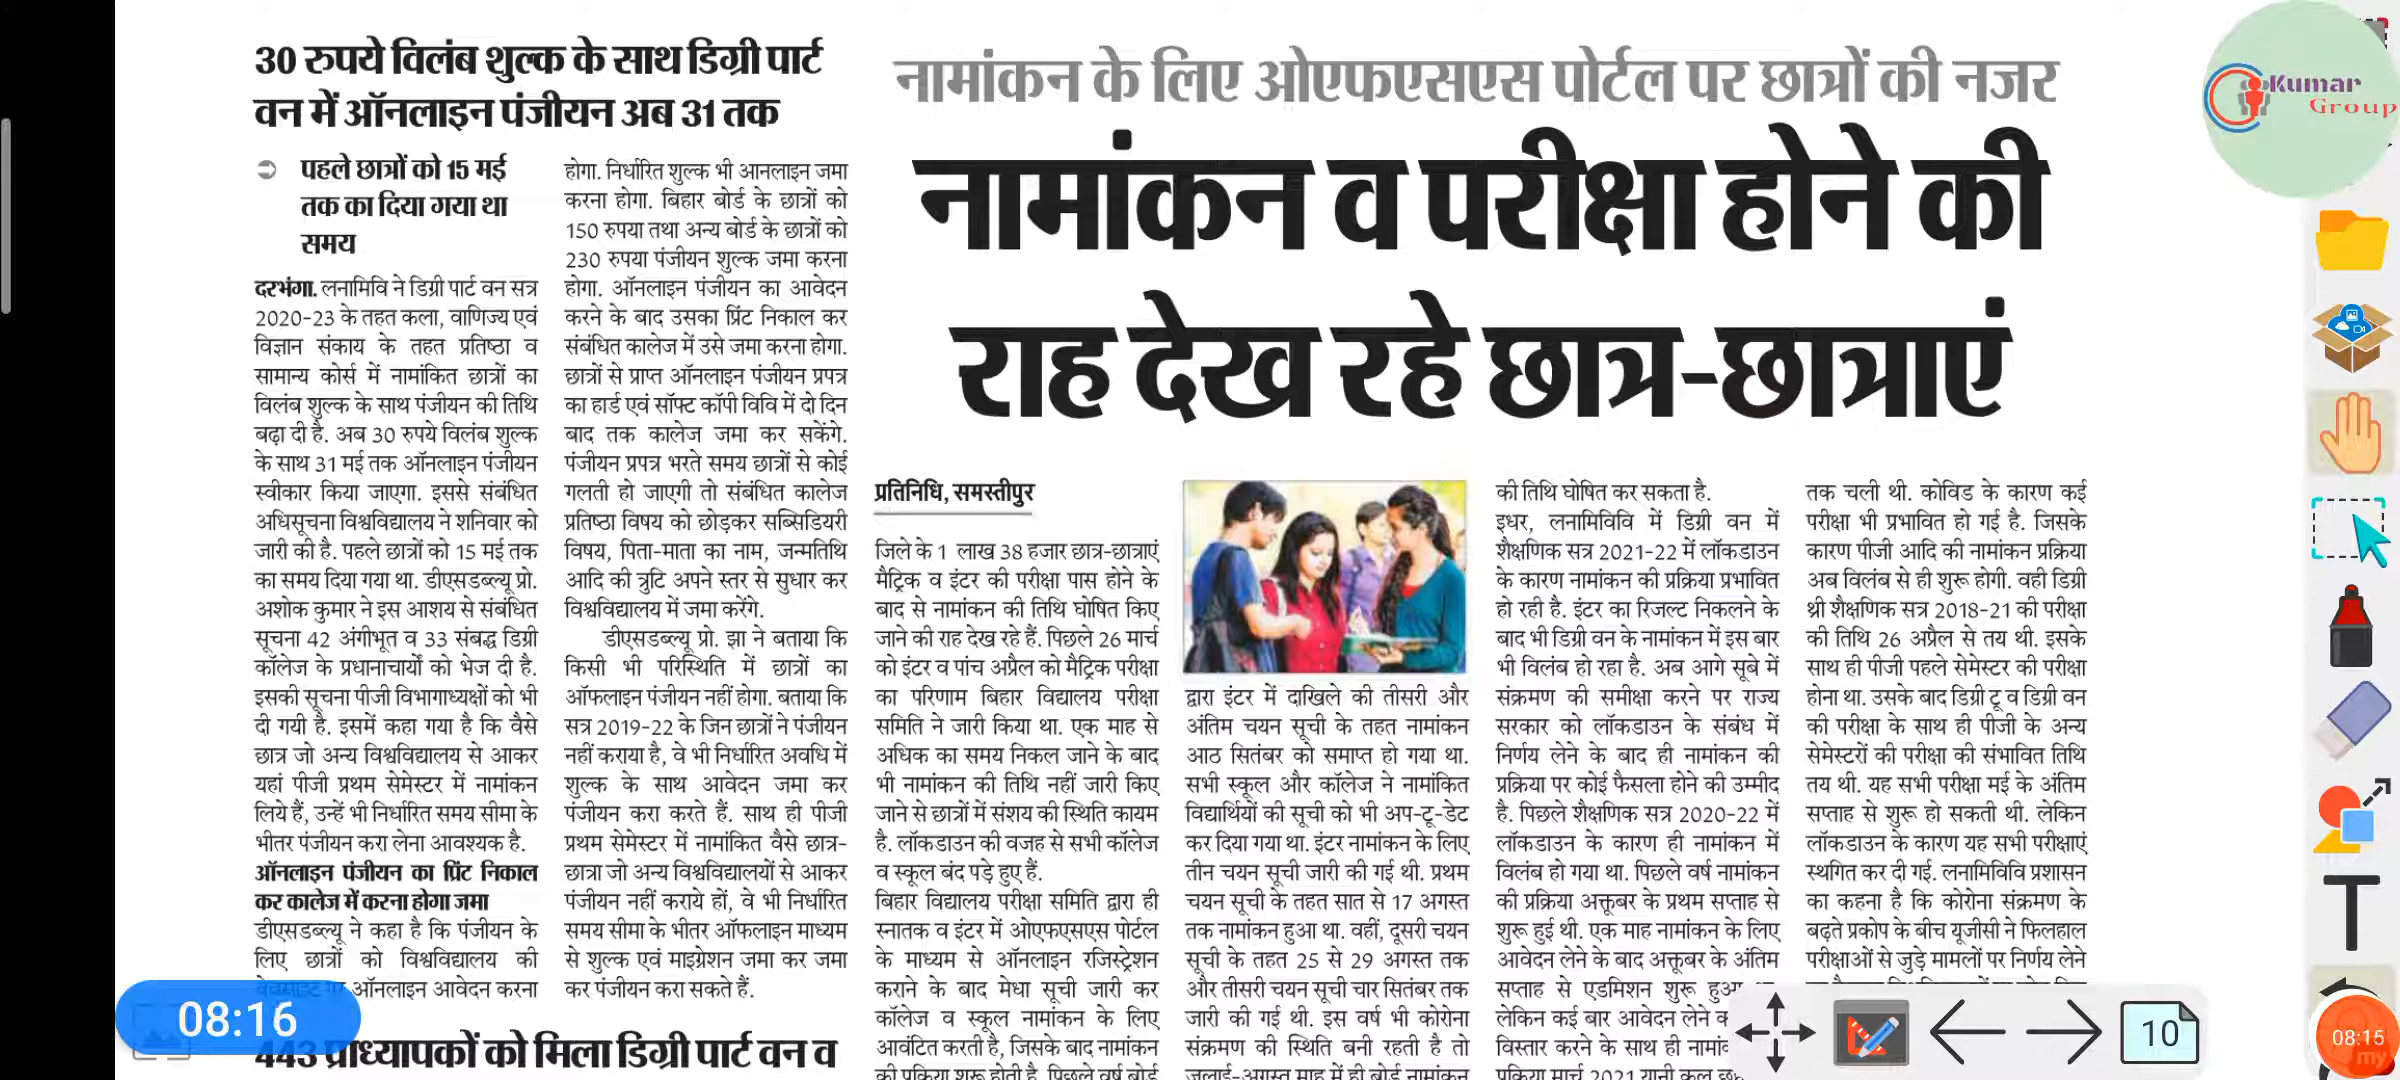 30 रुपये विलंब शुल्क के साथ डिग्री पार्ट
वन में ऑनलाइन पंजीयन अब 31 तक
पहले छात्रों को 15 मई
तक का दिया गया था
समय
दरभंगा. लनामिवि ने डिग्री पार्ट वन सत्र
2020-23 के तहत कला, वाणिज्य एवं
विज्ञान संकाय के तहत प्रतिष्ठा व
सामान्य कोर्स में नामांकित छात्रों का
विलंब शुल्क के साथ पंजीयन की तिथि
बढ़ा दी है. अब 30 रुपये विलंब शुल्क
के साथ 31 मई तक ऑनलाइन पंजीयन
स्वीकार किया जाएगा. इससे संबंधित
अधिसूचना विश्वविद्यालय ने शनिवार को
जारी की है. पहले छात्रों को 15 मई तक
का समय दिया गया था. डीएसडब्ल्यू प्रो.
अशोक कुमार ने इस आशय से संबंधित
सूचना 42 अंगीभूत व 33 संबद्ध डिग्री
कॉलेज के प्रधानाचार्यों को भेज दी है.
इसकी सूचना पीजी विभागाध्यक्षों को भी
दी गयी है. इसमें कहा गया है कि वैसे
छात्र जो अन्य विश्वविद्यालय से आकर
यहां पीजी प्रथम सेमेस्टर में नामांकन
लिये हैं, उन्हें भी निर्धारित समय सीमा के
भीतर पंजीयन करा लेना आवश्यक है.
ऑनलाइन पंजीयन का प्रिंट निकाल
कर कालेज में करना होगा जमा
डीएसडब्ल्यू ने कहा है कि पंजीयन के
लिए छात्रों को विश्वविद्यालय की
ऑनलाइन आवेदन करना
होगा. निर्धारित शुल्क भी आनलाइन जमा
करना होगा. बिहार बोर्ड के छात्रों को
150 रुपया तथा अन्य बोर्ड के छात्रों को
230 रुपया पंजीयन शुल्क जमा करना
होगा. ऑनलाइन पंजीयन का आवेदन
करने के बाद उसका प्रिंट निकाल कर
संबंधित कालेज में उसे जमा करना होगा.
छात्रों से प्राप्त ऑनलाइन पंजीयन प्रपत्र
का हार्ड एवं सॉफ्ट कॉपी विवि में दो दिन
बाद तक कालेज जमा कर सकेंगे.
पंजीयन प्रपत्र भरते समय छात्रों से कोई
गलती हो जाएगी तो संबंधित कालेज
प्रतिष्ठा विषय को छोड़कर सब्सिडियरी
विषय, पिता-माता का नाम, जन्मतिथि
आदि की त्रुटि अपने स्तर से सुधार कर
विश्वविद्यालय में जमा करेंगे.
डीएसडब्ल्यू प्रो. झा ने बताया कि
किसी भी परिस्थिति में छात्रों का
ऑफलाइन पंजीयन नहीं होगा. बताया कि
सत्र 2019-22 के जिन छात्रों ने पंजीयन
नहीं कराया है, वे भी निर्धारित अवधि में
शुल्क के साथ आवेदन जमा कर
पंजीयन करा करते हैं. साथ ही पीजी
प्रथम सेमेस्टर में नामांकित वैसे छात्र-
छात्रा जो अन्य विश्वविद्यालयों से आकर
पंजीयन नहीं कराये हों, वे भी निर्धारित
समय सीमा के भीतर ऑफलाइन माध्यम
से शुल्क एवं माइग्रेशन जमा कर जमा
कर पंजीयन करा सकते हैं.
443 प्राध्यापकों को मिला डिग्री पार्ट वन व
नामांकन के लिए ओएफएसएस पोर्टल पर छात्रों की नजर
नामांकन व परीक्षा होने की
राह देख रहे छात्र-छात्राएं
प्रतिनिधि, समस्तीपुर
जिले के 1 लाख 38 हजार छात्र-छात्राएं
मैट्रिक व इंटर की परीक्षा पास होने के
बाद से नामांकन की तिथि घोषित किए
जाने की राह देख रहे हैं. पिछले 26 मार्च
को इंटर व पांच अप्रैल को मैट्रिक परीक्षा
का परिणाम बिहार विद्यालय परीक्षा
समिति ने जारी किया था. एक माह से
अधिक का समय निकल जाने के बाद
भी नामांकन की तिथि नहीं जारी किए
जाने से छात्रों में संशय की स्थिति कायम
है. लॉकडाउन की वजह से सभी कॉलेज
व स्कूल बंद पड़े हुए हैं.
बिहार विद्यालय परीक्षा समिति द्वारा ही
स्नातक व इंटर में ओएफएसएस पोर्टल
के माध्यम से ऑनलाइन रजिस्ट्रेशन
कराने के बाद मेधा सूची जारी कर
कॉलेज व स्कूल नामांकन के लिए
आवंटित करती है, जिसके बाद नामांकन
की प्रक्रिया शुरू होती है. पिछले वर्ष बोर्ड
द्वारा इंटर में दाखिले की तीसरी और
अंतिम चयन सूची के तहत नामांकन
आठ सितंबर को समाप्त हो गया था.
सभी स्कूल और कॉलेज ने नामांकित
विद्यार्थियों की सूची को भी अप-टू-डेट
कर दिया गया था. इंटर नामांकन के लिए
तीन चयन सूची जारी की गई थी. प्रथम
चयन सूची के तहत सात से 17 अगस्त
तक नामांकन हुआ था. वहीं, दूसरी चयन
सूची के तहत 25 से 29 अगस्त तक
और तीसरी चयन सूची चार सितंबर तक
जारी की गई थी. इस वर्ष भी कोरोना
संक्रमण की स्थिति बनी रहती है तो
जुलाई-अगस्त माह में ही बोर्ड नामांकन
की तिथि घोषित कर सकता है.
इधर, लनामिविवि में डिग्री वन में
शैक्षणिक सत्र 2021-22 में लॉकडाउन
के कारण नामांकन की प्रक्रिया प्रभावित
हो रही है. इंटर का रिजल्ट निकलने के
बाद भी डिग्री वन के नामांकन में इस बार
भी विलंब हो रहा है. अब आगे सूबे में
संक्रमण की समीक्षा करने पर राज्य
सरकार को लॉकडाउन के संबंध में
निर्णय लेने के बाद ही नामांकन की
प्रक्रिया पर कोई फैसला होने की उम्मीद
है. पिछले शैक्षणिक सत्र 2020-22 में
लॉकडाउन के कारण ही नामांकन में
विलंब हो गया था. पिछले वर्ष नामांकन
की प्रक्रिया अक्तूबर के प्रथम सप्ताह से
शुरू हुई थी. एक माह नामांकन के लिए
आवेदन लेने के बाद अक्तूबर के अंतिम
सप्ताह से एडमिशन शुरू हुआ
लेकिन कई बार आवेदन लेने
विस्तार करने के साथ ही
प्रक्रिया मार्च 2021 यानी कुल
तक चली थी. कोविड के कारण कई
परीक्षा भी प्रभावित हो गई है. जिसके
कारण पीजी आदि की नामांकन प्रक्रिया
अब विलंब से ही शुरू होगी. वही डिग्री
थ्री शैक्षणिक सत्र 2018-21 की परीक्षा
की तिथि 26 अप्रैल से तय थी. इसके
साथ ही पीजी पहले सेमेस्टर की परीक्षा
होना था. उसके बाद डिग्री टू व डिग्री वन
की परीक्षा के साथ ही पीजी के अन्य
सेमेस्टरों की परीक्षा की संभावित तिथि
तय थी. यह सभी परीक्षा मई के अंतिम
सप्ताह से शुरू हो सकती थी. लेकिन
लॉकडाउन के कारण यह सभी परीक्षाएं
स्थगित कर दी गई. लनामिविवि प्रशासन
का कहना है कि कोरोना संक्रमण के
बढ़ते प्रकोप के बीच यूजीसी ने फिलहाल
परीक्षाओं से जुड़े मामलों पर निर्णय लेने
Kumar
Group
T
08:16
10
08:15
my